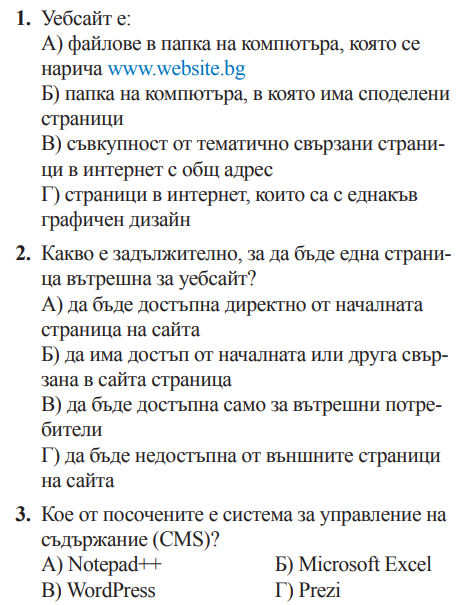 1. Уебсайт е:
А) файлове в папка на компютъра, която се
нарича www.website.bg
Б) папка на компютъра, в която има споделени
страници
В) съвкупност от тематично свързани страни-
ци в интернет с общ адрес
Г) страници в интернет, които са с еднакъв
графичен дизайн
2. Какво е задължително, за да бъде една страни-
ца вътрешна за уебсайт?
А) да бъде достъпна директно от началната
страница на сайта
Б) да има достъп от началната или друга свър-
зана в сайта страница
В) да бъде достъпна само за вътрешни потре-
бители
Г) да бъде недостъпна от външните страници
на сайта
3. Кое от посочените е система за управление на
съдържание (CMS)?
А) Notepad++ Б) Microsoft Excel
В) WordPress Г) Prezi